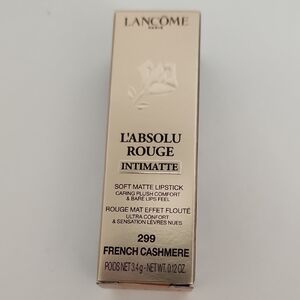 LANCÔME
PARIS
L'ABSOLU
ROUGE
INTIMATTE
SOFT MATTE LIPSTICK
CARING PLUSH COMFORT
& BARE LIPS FEEL
ROUGE MAT EFFET FLOUTÉ
ULTRA CONFORT
& SENSATION LÈVRES NUES
299
FRENCH CASHMERE
POIDS NET 3.4g - NET WT. 0.12 OZ.